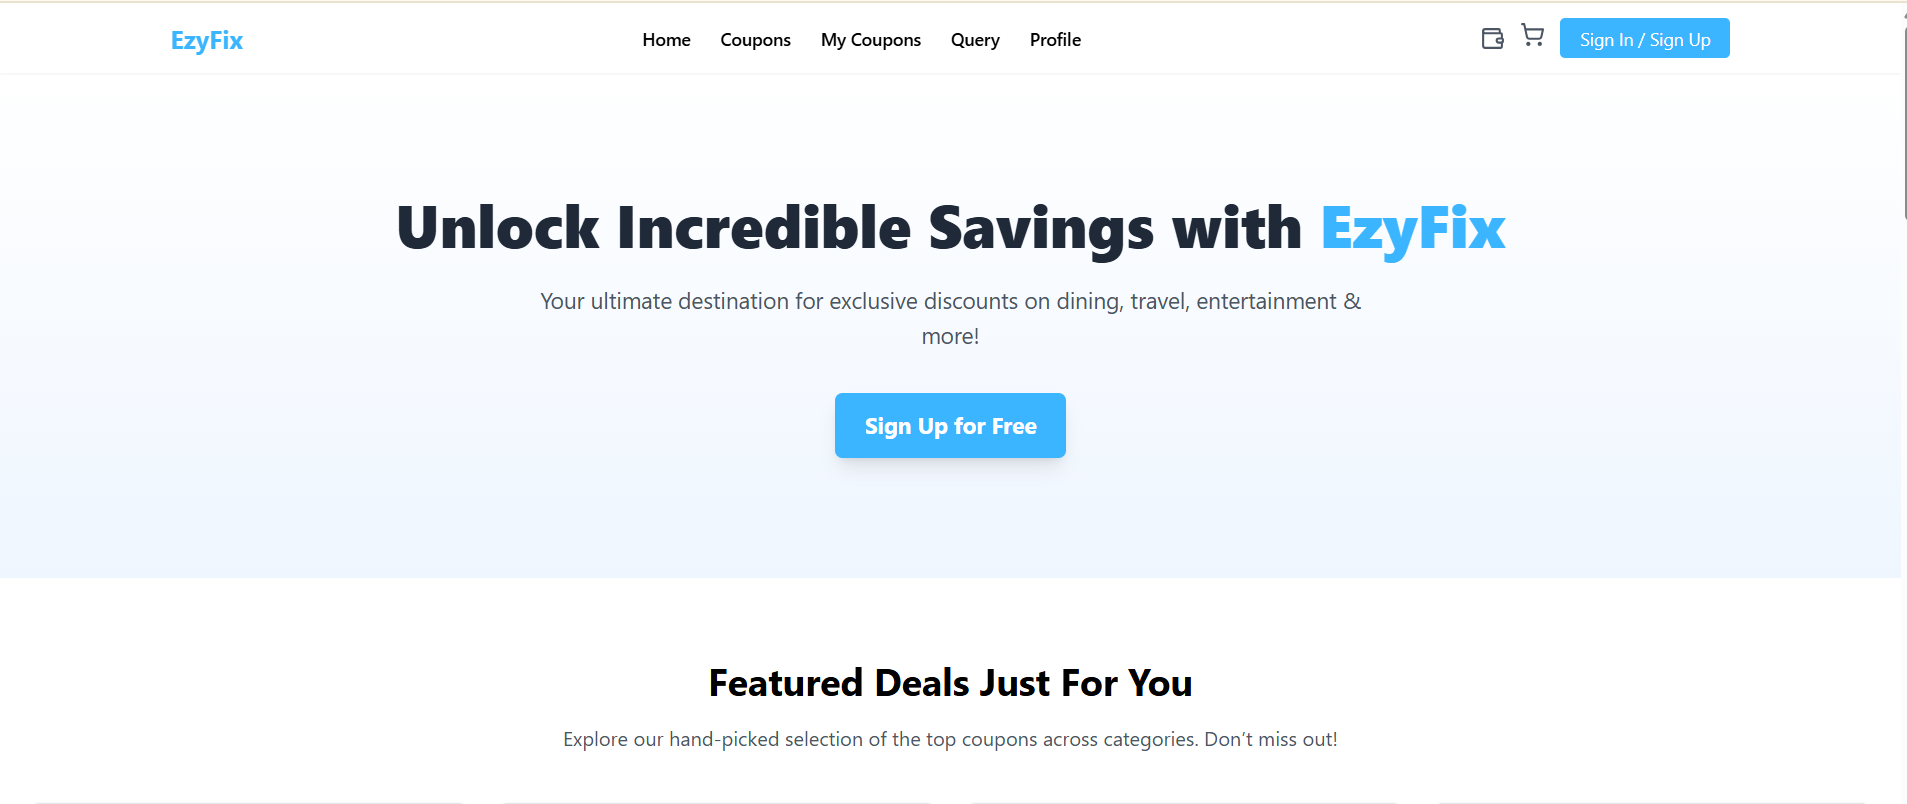 EzyFix
Home
Coupons
My Coupons
Query
Profile
Sign In / Sign Up
Unlock Incredible Savings with EzyFix
Your ultimate destination for exclusive discounts on dining, travel, entertainment &
more!
Sign Up for Free
Featured Deals Just For You
Explore our hand-picked selection of the top coupons across categories. Don’t miss out!